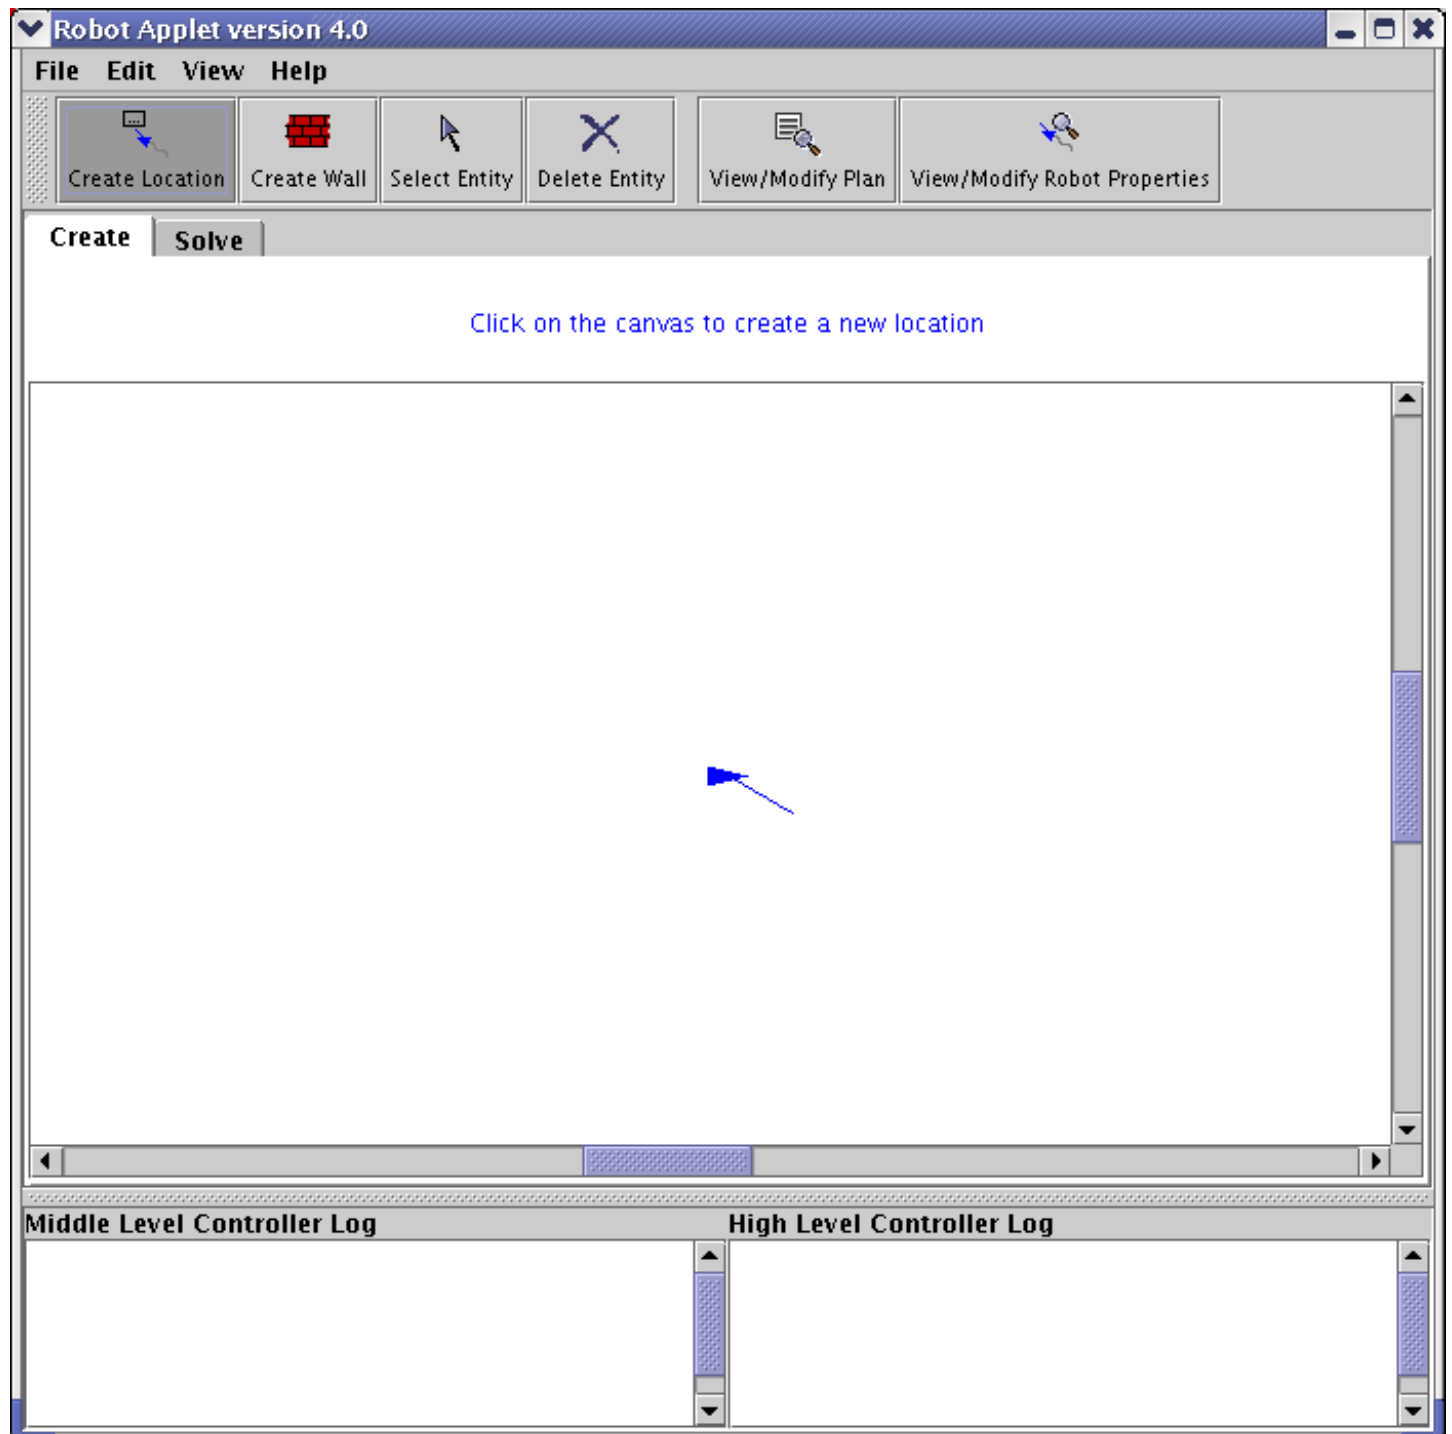 Robot Applet version 4.0
File Edit View Help
Create Location Create Wall Select Entity Delete Entity View/Modify Plan View/Modify Robot Properties
Create Solve
Click on the canvas to create a new location
Middle Level Controller Log High Level Controller Log